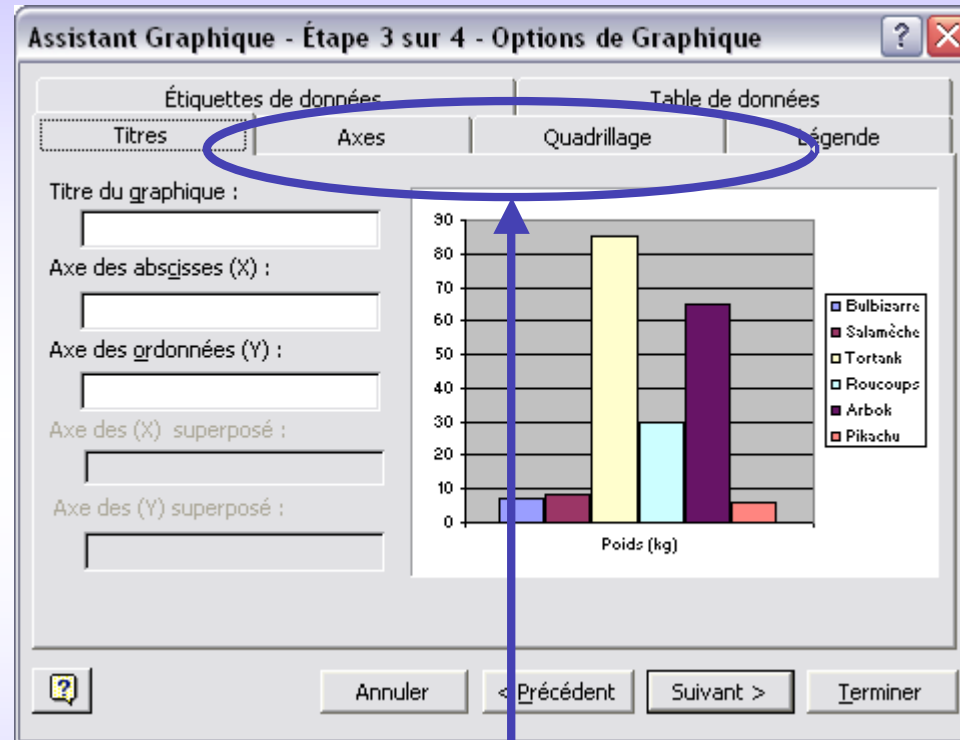 Assistant Graphique - Étape 3 sur 4 - Options de Graphique
Étiquettes de données
Table de données
Titres
Axes
Quadrillage
Légende
Titre du graphique :
Axe des abscisses (X) :
Axe des ordonnées (Y) :
Axe des (X) superposé :
Axe des (Y) superposé :
90
80
70
60
50
40
30
20
10
0
Poids (kg)
Bulbizarre
Salamèche
Tortank
Roucoups
Arbok
Pikachu
Annuler
< Précédent
Suivant >
Terminer